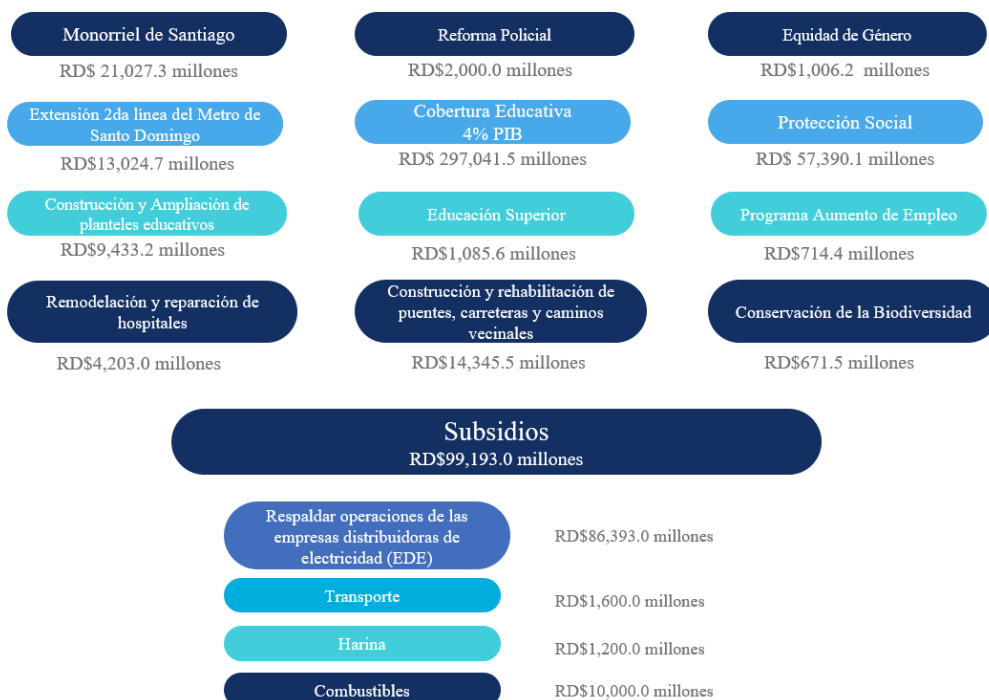 Monorriel de Santiago
RD$ 21,027.3 millones
Reforma Policial
RD$2,000.0 millones
Equidad de Género
RD$1,006.2 millones
Extensión 2da línea del Metro de
Santo Domingo
RD$13,024.7 millones
Cobertura Educativa
4% PIB
RD$ 297,041.5 millones
Protección Social
RD$ 57,390.1 millones
Construcción y Ampliación de
planteles educativos
RD$9,433.2 millones
Educación Superior
RD$1,085.6 millones
Programa Aumento de Empleo
RD$714.4 millones
Remodelación y reparación de
hospitales
RD$4,203.0 millones
Construcción y rehabilitación de
puentes, carreteras y caminos
vecinales
RD$14,345.5 millones
Conservación de la Biodiversidad
RD$671.5 millones
Subsidios
RD$99,193.0 millones
Respaldar operaciones de las
empresas distribuidoras de
electricidad (EDE)
RD$86,393.0 millones
Transporte
RD$1,600.0 millones
Harina
RD$1,200.0 millones
Combustibles
RD$10,000.0 millones